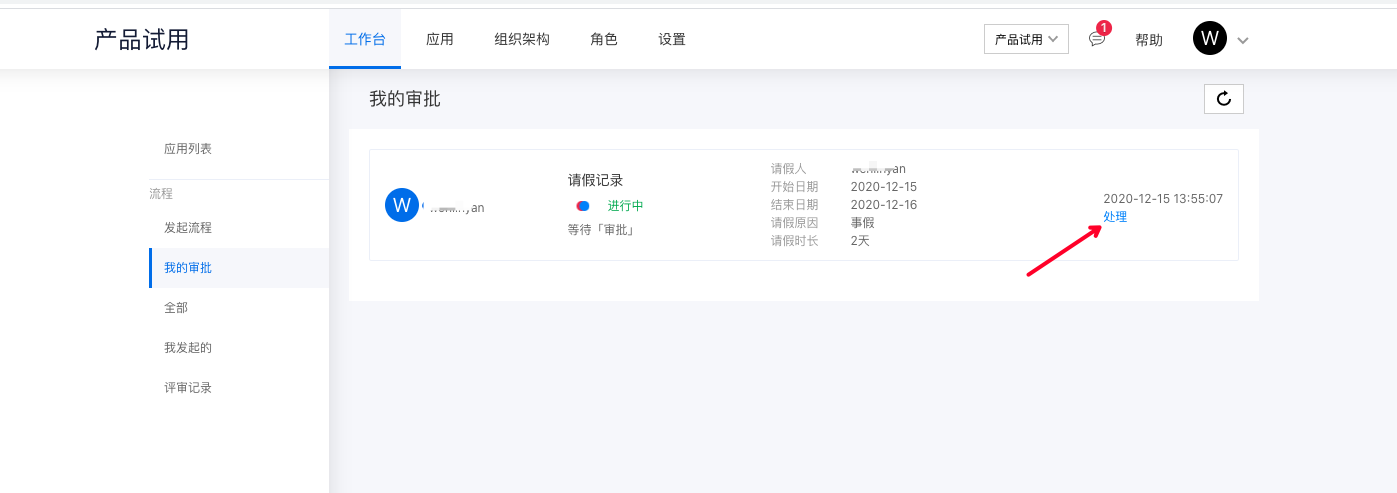 产品试用
工作台 应用 组织架构 角色 设置
产品试用
1
帮助
W
应用列表
流程
发起流程
我的审批
全部
我发起的
评审记录
我的审批
W
请假记录
进行中
等待「审批」
请假人
开始日期 2020-12-15
结束日期 2020-12-16
请假原因 事假
请假时长 2天
2020-12-15 13:55:07
处理